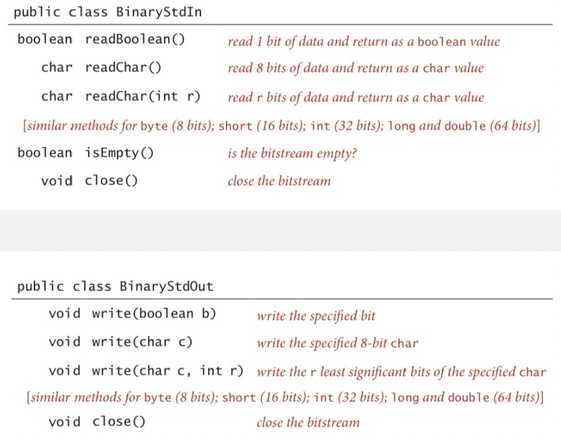 public class BinaryStdIn
boolean readBoolean() read 1 bit of data and return as a boolean value
char readChar() read 8 bits of data and return as a char value
char readChar(int r) read r bits of data and return as a char value
[similar methods for byte (8 bits); short (16 bits); int (32 bits); long and double (64 bits)]
boolean isEmpty() is the bitstream empty?
void close() close the bitstream
public class BinaryStdOut
void write(boolean b) write the specified bit
void write(char c) write the specified 8-bit char
void write(char c, int r) write the r least significant bits of the specified char
[similar methods for byte (8 bits); short (16 bits); int (32 bits); long and double (64 bits)]
void close() close the bitstream